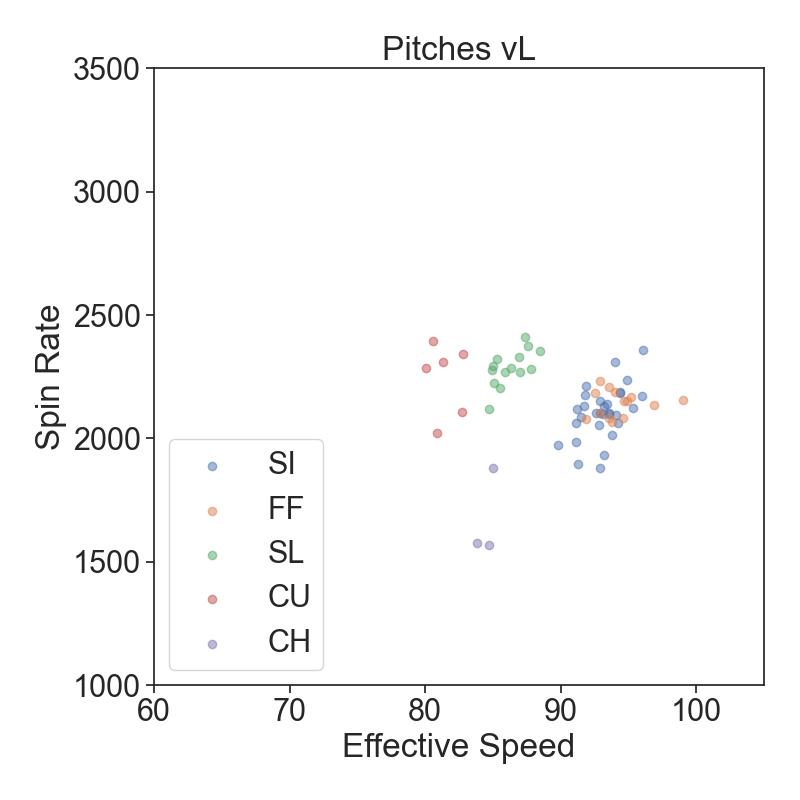 Pitches vL
3500
3000
2500
2000
1500
1000
Spin Rate
SI
FF
SL
CU
CH
60 70 80 90 100
Effective Speed